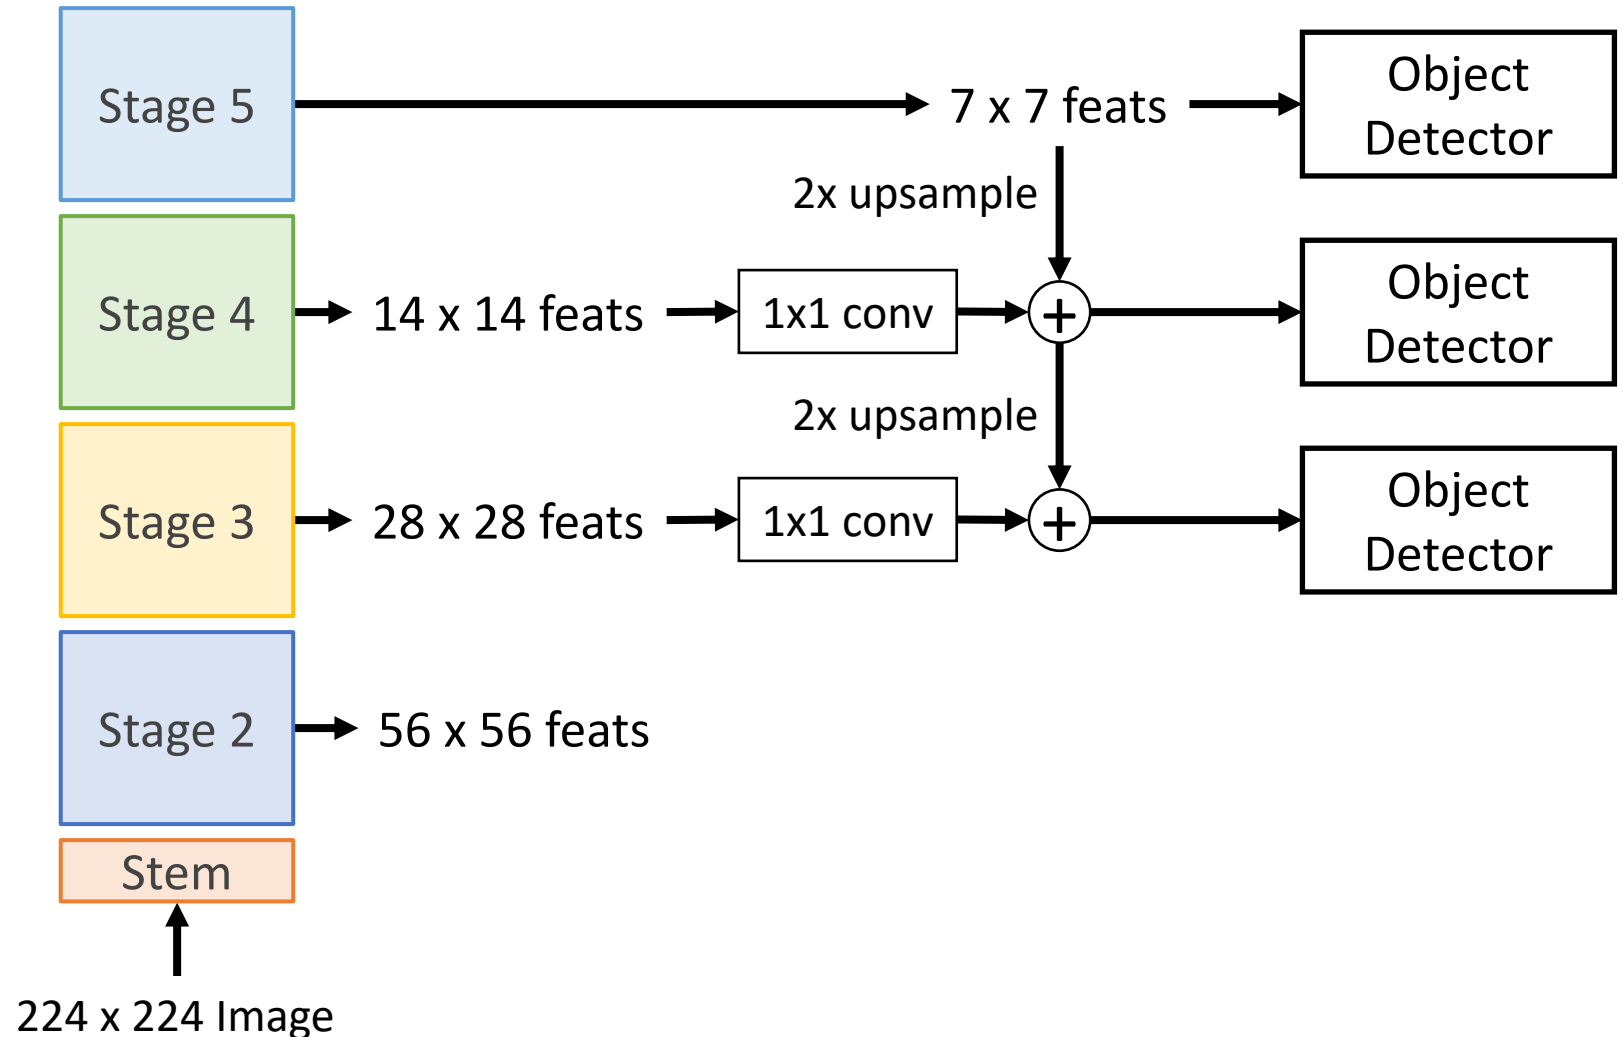 Stage 5
7 x 7 feats
Object
Detector
2x upsample
Stage 4
14 x 14 feats
1x1 conv
+
Object
Detector
2x upsample
Stage 3
28 x 28 feats
1x1 conv
+
Object
Detector
Stage 2
56 x 56 feats
Stem
224 x 224 Image